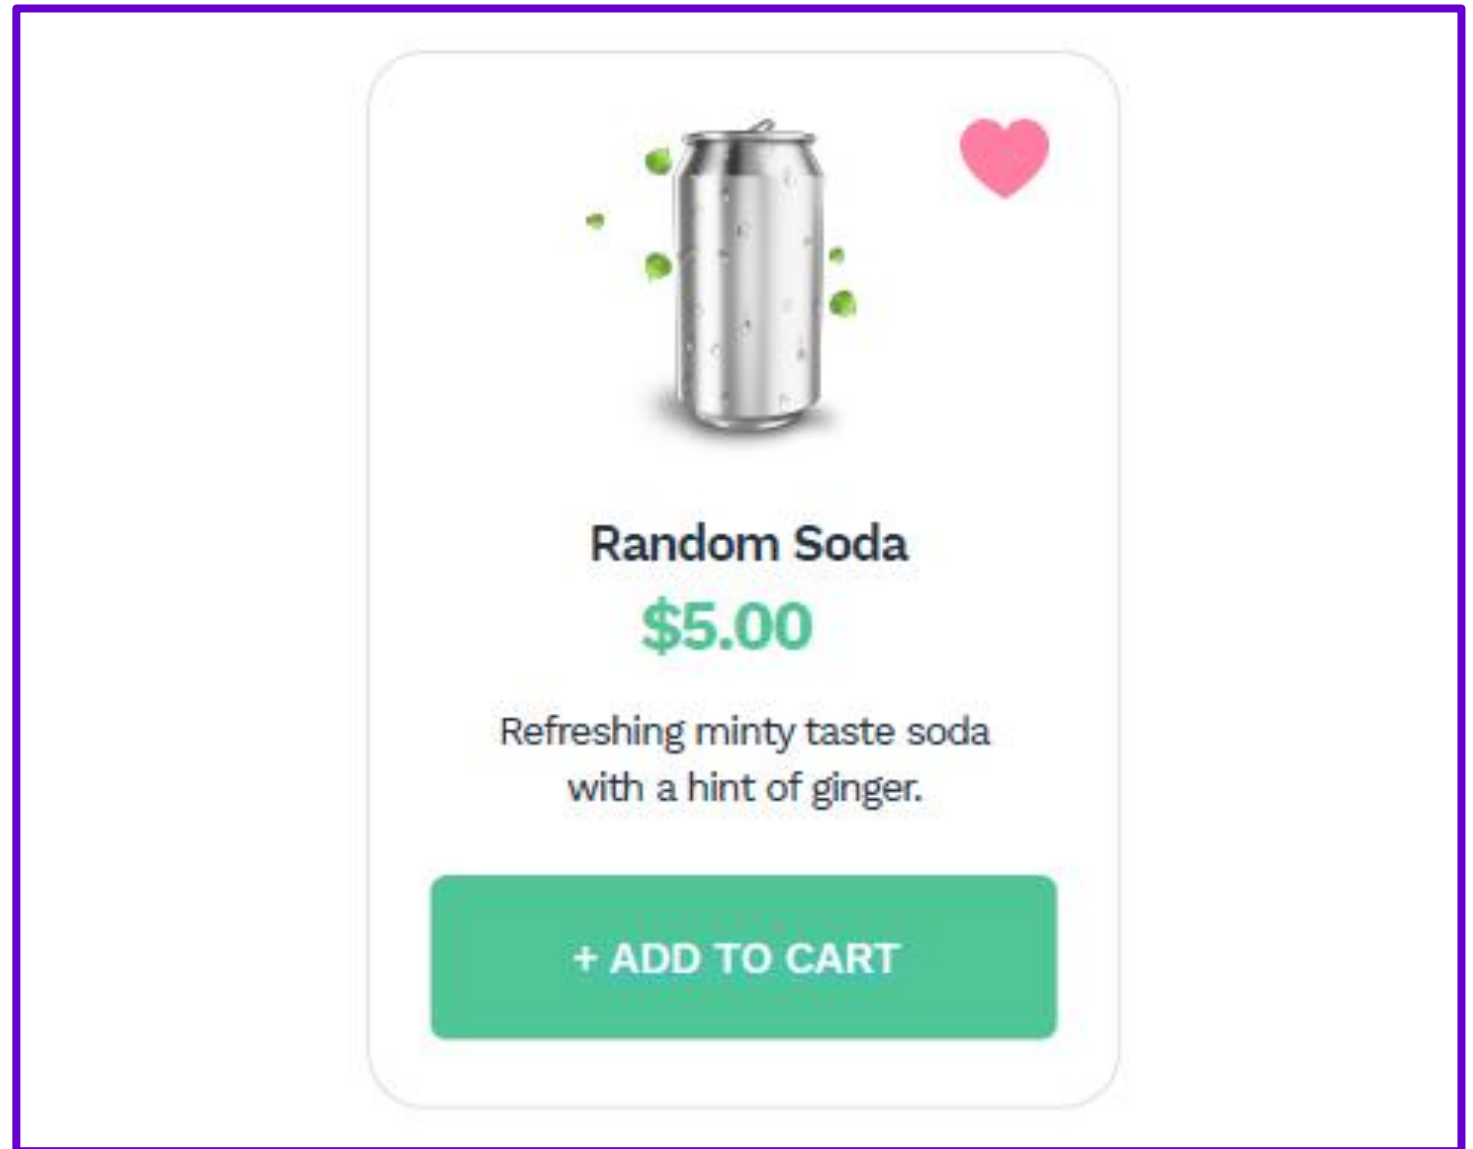 Random Soda
$5.00
Refreshing minty taste soda
with a hint of ginger.
+ ADD TO CART